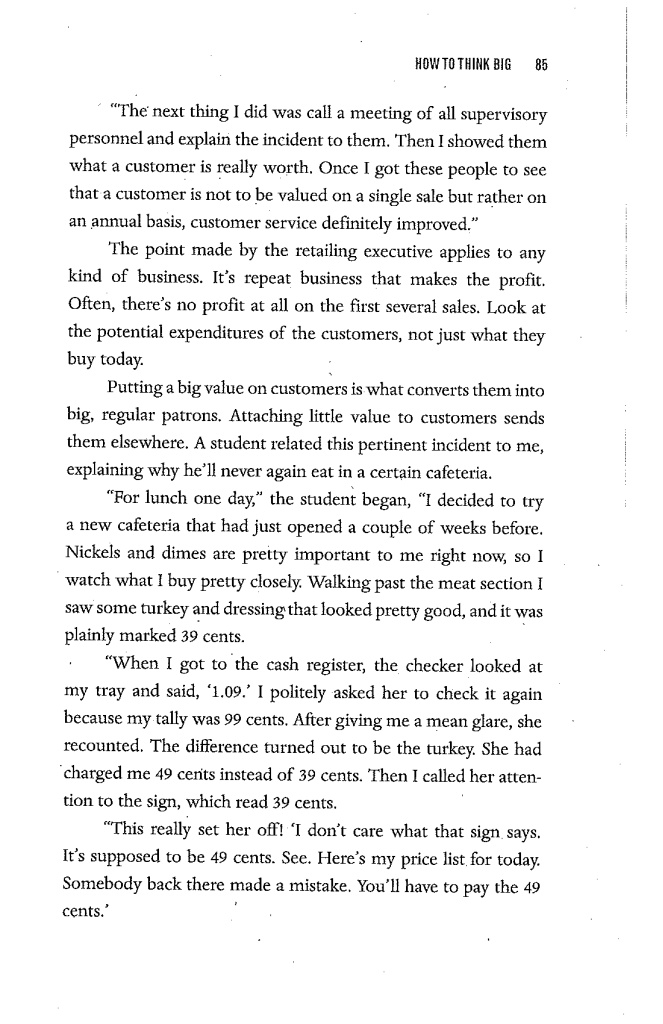 HOW TO THINK BIG 85
“The next thing I did was call a meeting of all supervisory
personnel and explain the incident to them. Then I showed them
what a customer is really worth. Once I got these people to see
that a customer is not to be valued on a single sale but rather on
an annual basis, customer service definitely improved.”
The point made by the retailing executive applies to any
kind of business. It’s repeat business that makes the profit.
Often, there’s no profit at all on the first several sales. Look at
the potential expenditures of the customers, not just what they
buy today.
Putting a big value on customers is what converts them into
big, regular patrons. Attaching little value to customers sends
them elsewhere. A student related this pertinent incident to me,
explaining why he’ll never again eat in a certain cafeteria.
“For lunch one day,” the student began, “I decided to try
a new cafeteria that had just opened a couple of weeks before.
Nickels and dimes are pretty important to me right now, so I
watch what I buy pretty closely. Walking past the meat section I
saw some turkey and dressing that looked pretty good, and it was
plainly marked 39 cents.
“When I got to the cash register, the checker looked at
my tray and said, ‘1.09.’ I politely asked her to check it again
because my tally was 99 cents. After giving me a mean glare, she
recounted. The difference turned out to be the turkey. She had
charged me 49 cents instead of 39 cents. Then I called her atten-
tion to the sign, which read 39 cents.
“This really set her off! ‘I don’t care what that sign says.
It’s supposed to be 49 cents. See. Here’s my price list for today.
Somebody back there made a mistake. You’ll have to pay the 49
cents.’